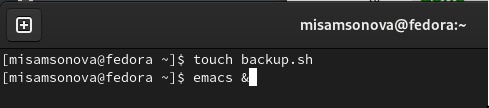 misamsonova@fedora:~
[misamsonova@fedora ~]$ touch backup.sh
[misamsonova@fedora ~]$ emacs &